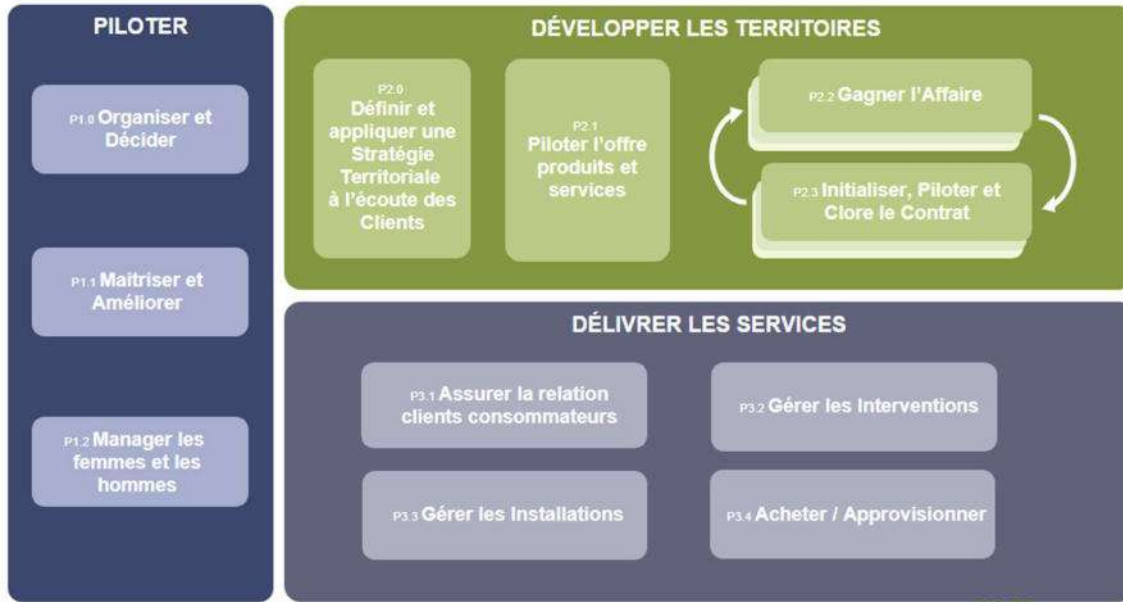 PILOTER
P1.0 Organiser et
Décider
P1.1 Maitriser et
Améliorer
P1.2 Manager les
femmes et les
hommes
DÉVELOPPER LES TERRITOIRES
P2.0
Définir et
appliquer une
Stratégie
Territoriale
à l'écoute des
Clients
P2.1
Piloter l'offre
produits et
services
P2.2 Gagner l'Affaire
P2.3 Initialiser, Piloter et
Clore le Contrat
DÉLIVRER LES SERVICES
P3.1 Assurer la relation
clients consommateurs
P3.2 Gérer les Interventions
P3.3 Gérer les Installations
P3.4 Acheter / Approvisionner